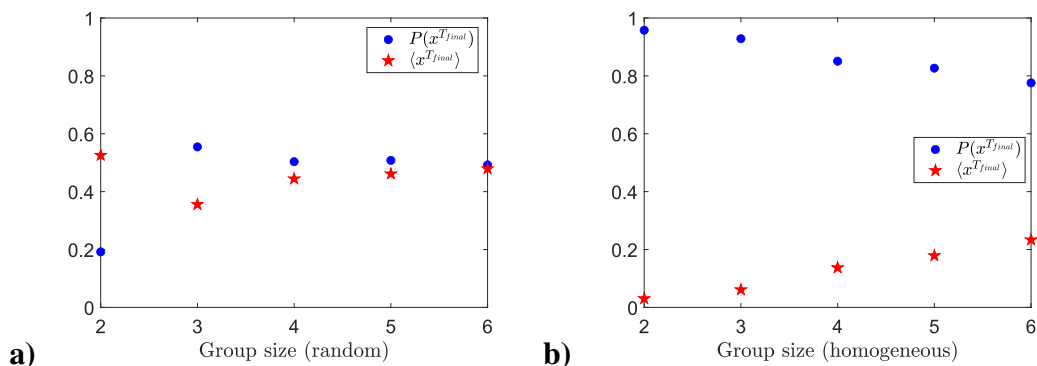 1
0.8
0.6
0.4
0.2
0
2
3
4
5
6
P(x^{T_{final}})
⟨x^{T_{final}}⟩
Group size (random)
a)
1
0.8
0.6
0.4
0.2
0
2
3
4
5
6
P(x^{T_{final}})
⟨x^{T_{final}}⟩
Group size (homogeneous)
b)